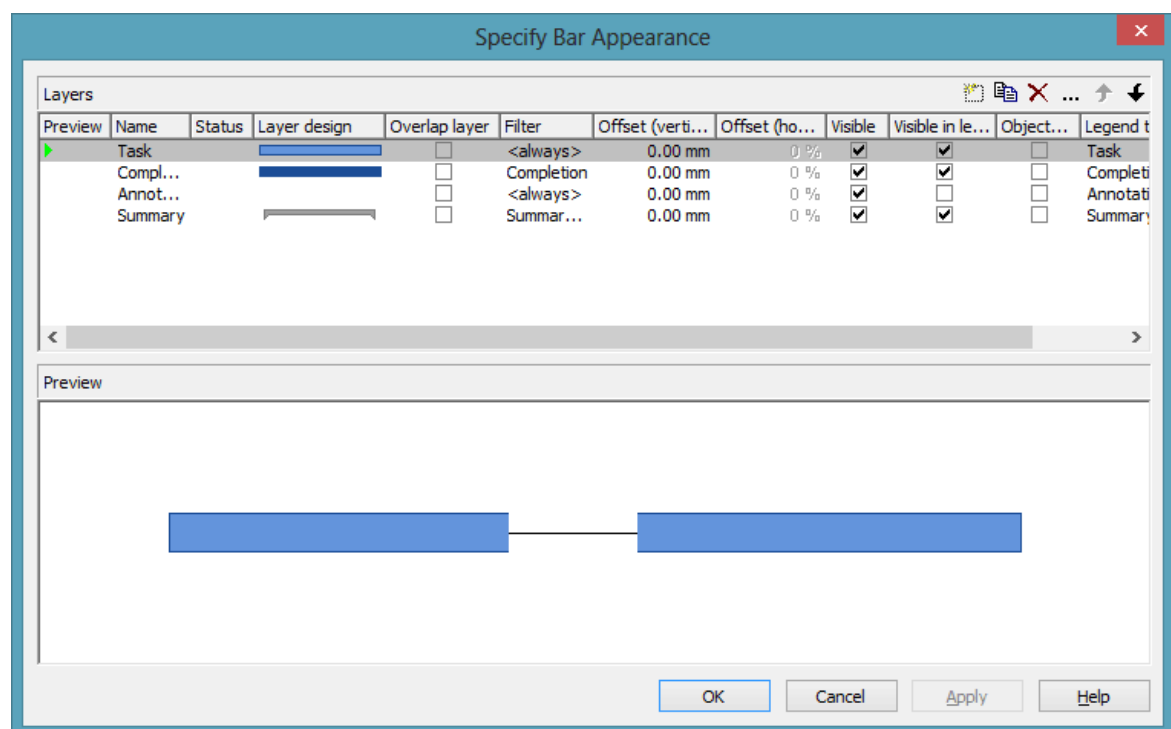 Specify Bar Appearance
Layers ...
Preview Name Status Layer design Overlap layer Filter Offset (verti... Offset (ho... Visible Visible in le... Object... Legend t
Task <always> 0.00 mm 0 % Task
Compl... Completion 0.00 mm 0 % Completi
Annot... <always> 0.00 mm 0 % Annotati
Summary Summar... 0.00 mm 0 % Summary
Preview
OK Cancel Apply Help